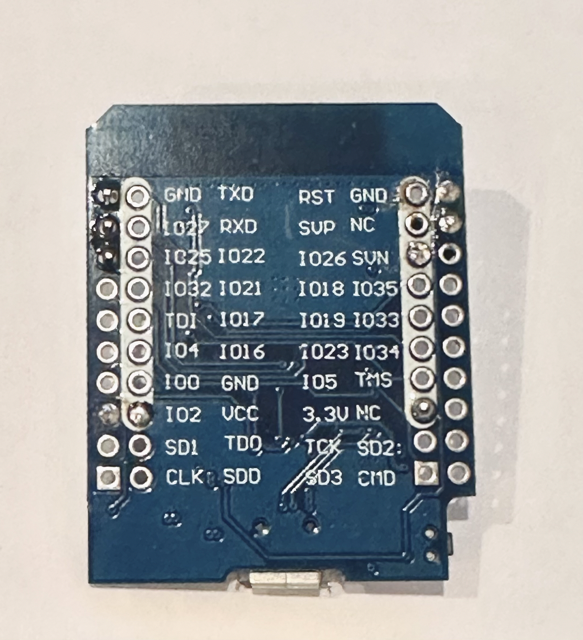 GND TXD RST GND
IO27 RXD SVP NC
IO25 IO22 IO26 SVN
IO32 IO21 IO18 IO35
TDI IO17 IO19 IO33
IO4 IO16 IO23 IO34
IO0 GND IO5 TMS
IO2 VCC 3.3V NC
SD1 TDO TCK SD2
CLK SDD SD3 CMD